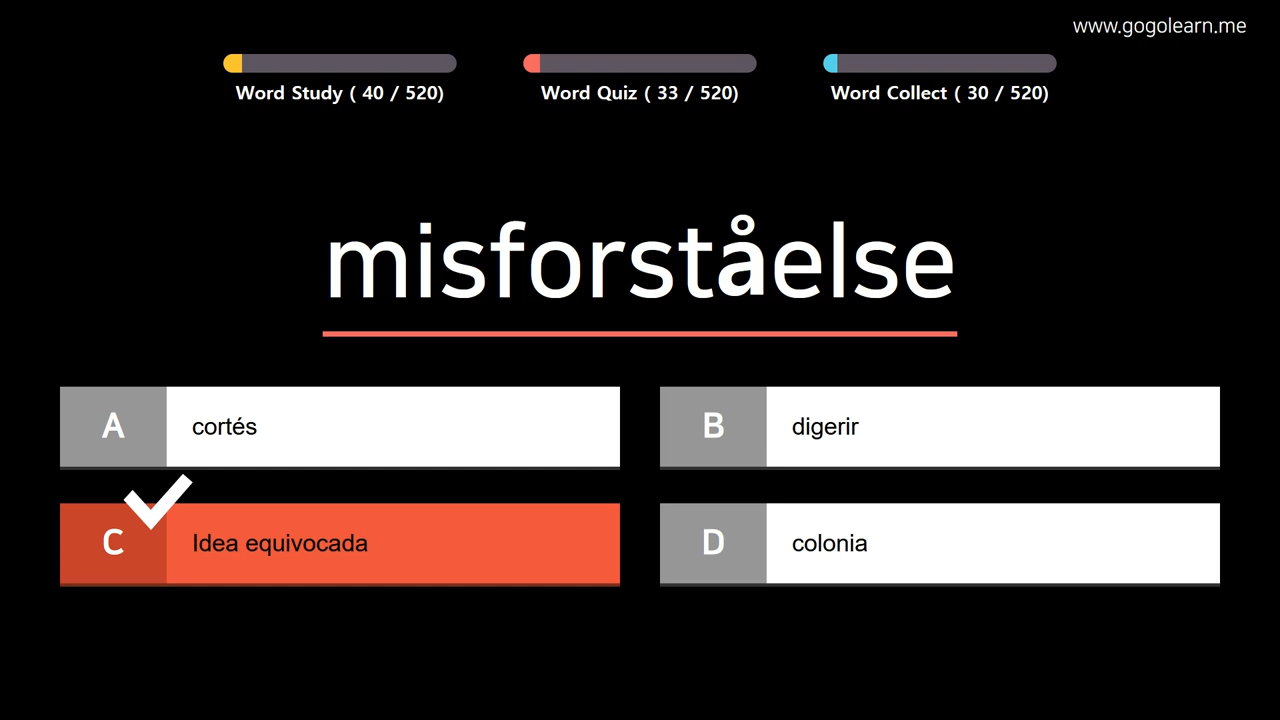 www.gogolearn.me
Word Study ( 40 / 520)
Word Quiz ( 33 / 520)
Word Collect ( 30 / 520)
misforståelse
A
cortés
B
digerir
C
Idea equivocada
D
colonia